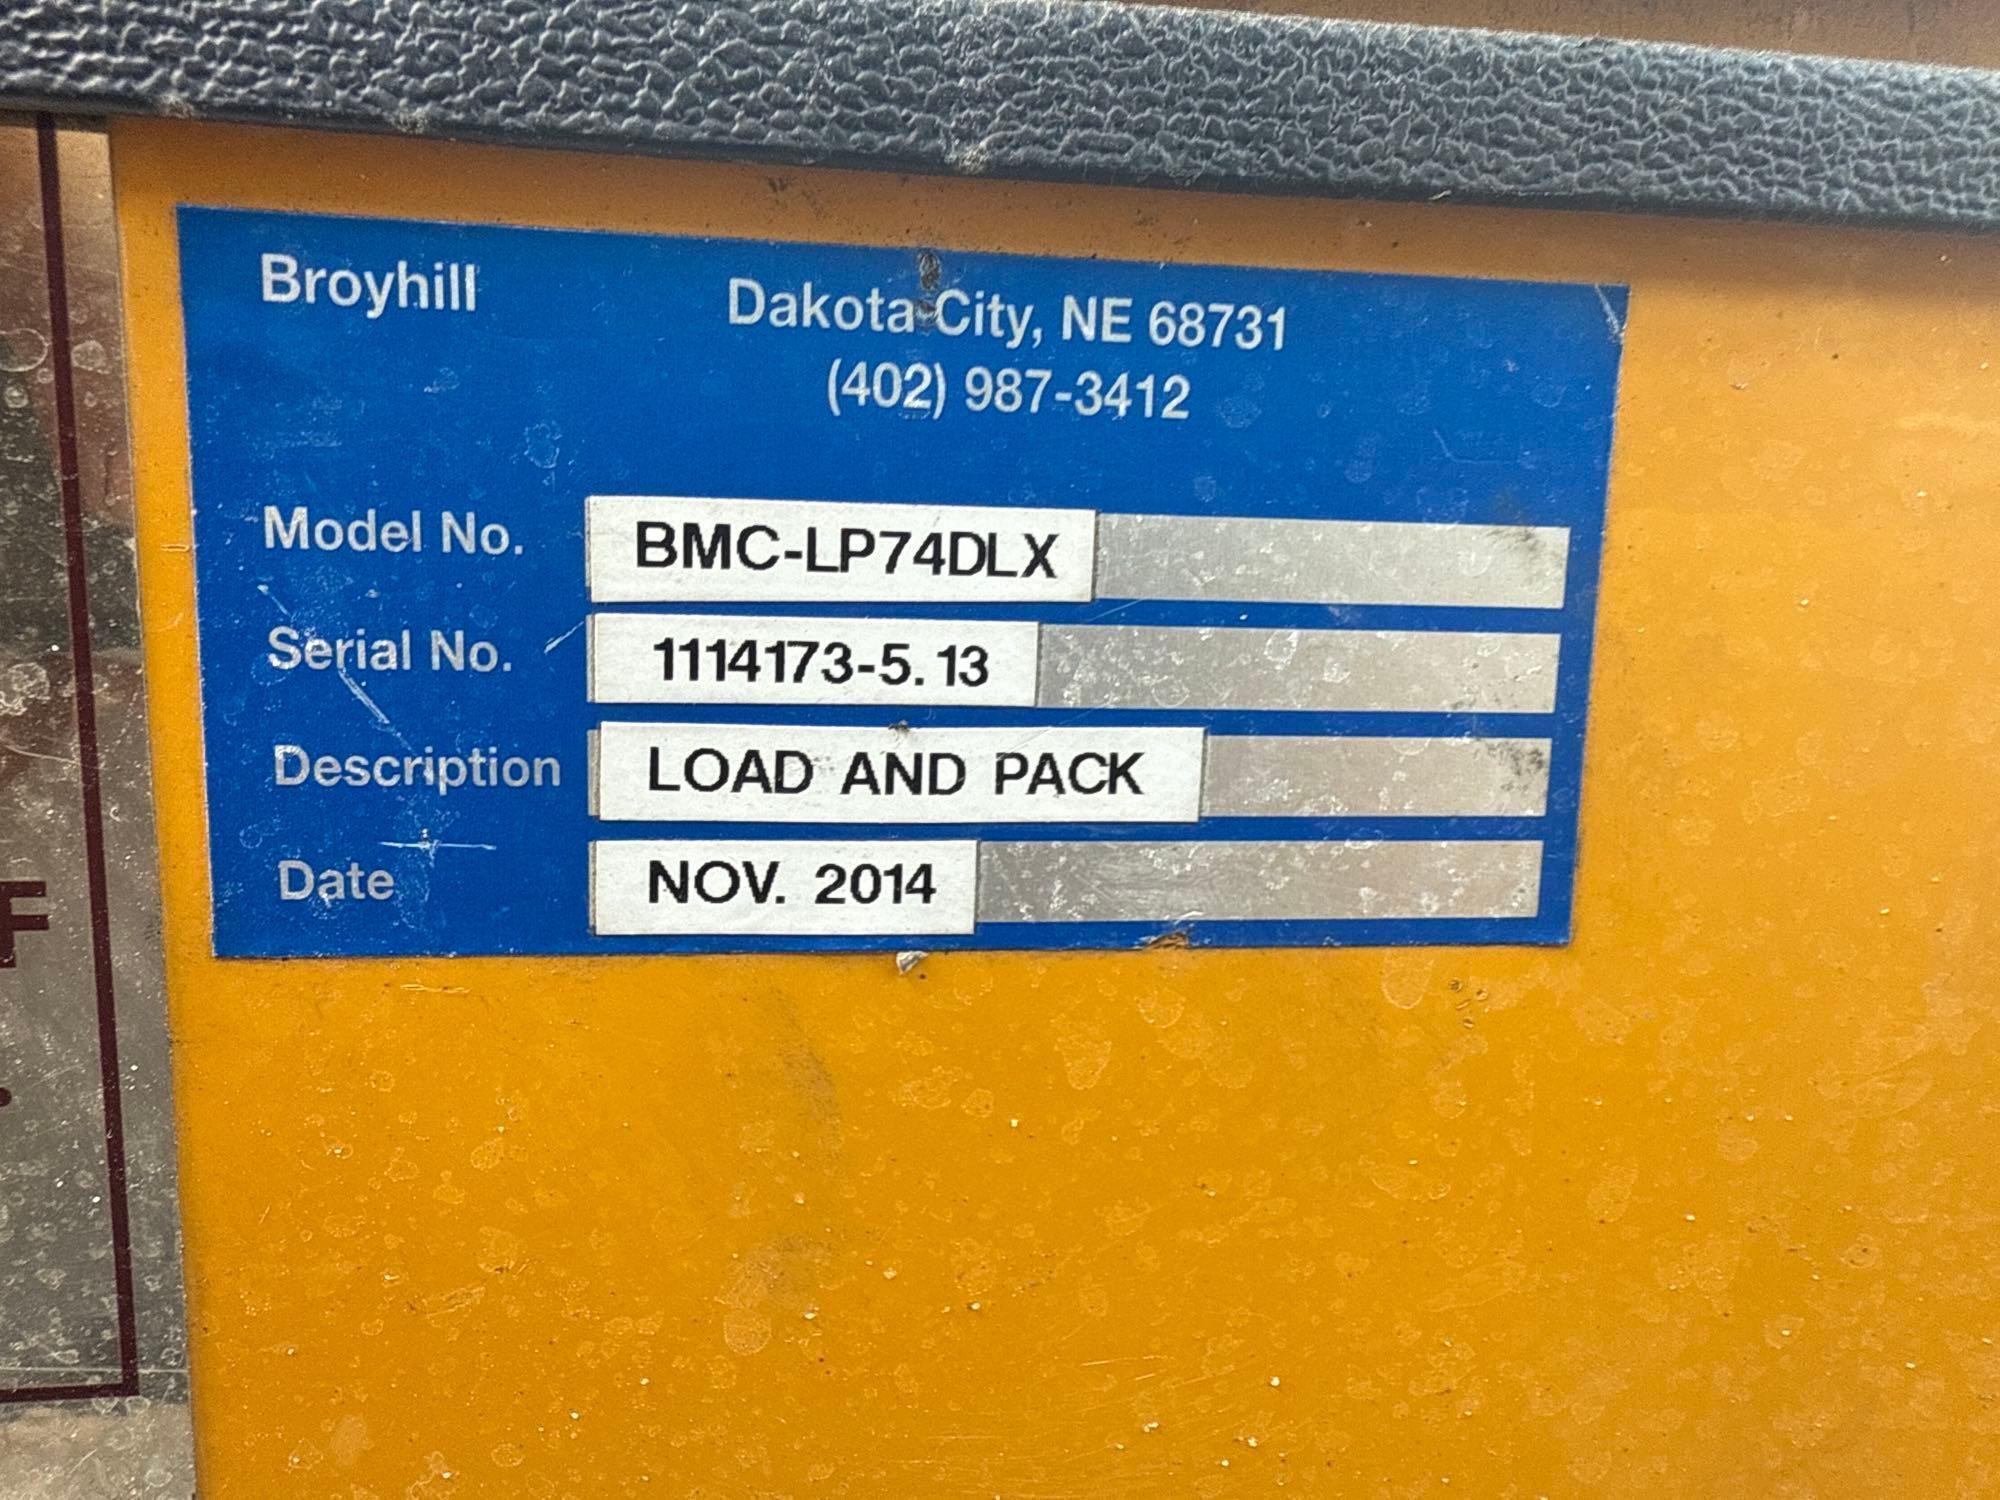 Broyhill
Dakota City, NE 68731
(402) 987-3412
Model No. BMC-LP74DLX
Serial No. 1114173-5.13
Description LOAD AND PACK
Date NOV. 2014
F